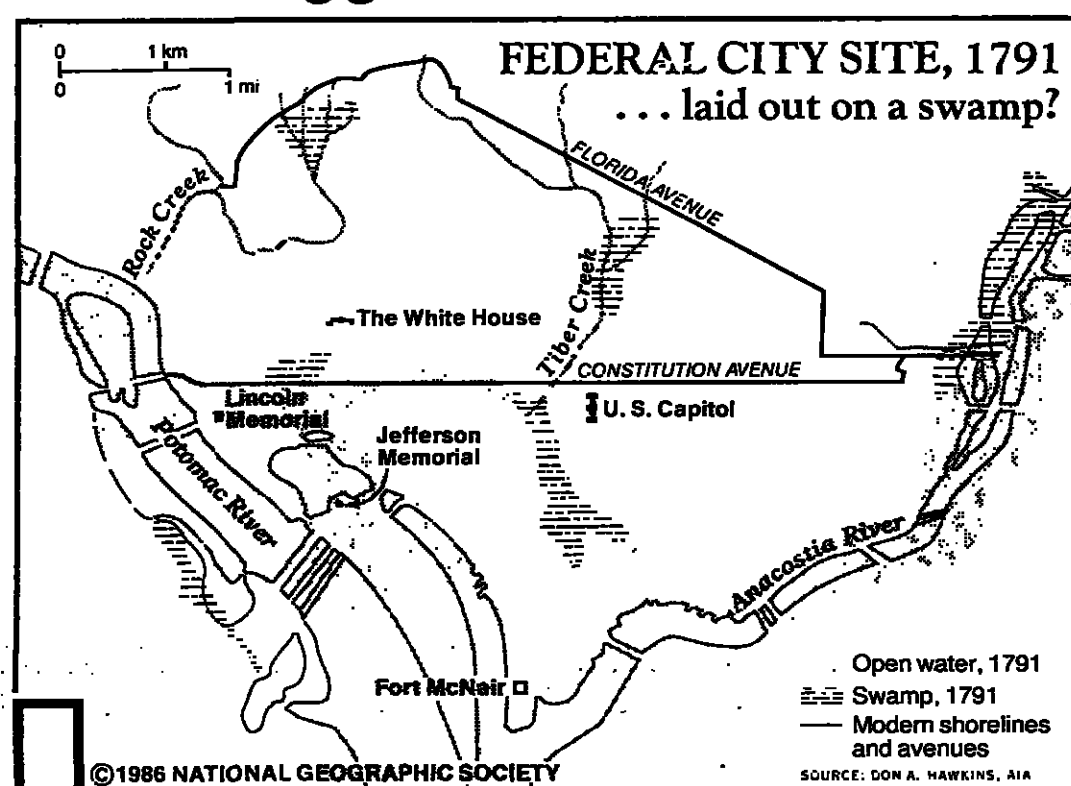 FEDERAL CITY SITE, 1791
... laid out on a swamp?
0 1 km
0 1 mi
FLORIDA AVENUE
Rock Creek
Tiber Creek
The White House
CONSTITUTION AVENUE
Lincoln
Memorial
U. S. Capitol
Jefferson
Memorial
Potomac River
Anacostia River
Fort McNair
Open water, 1791
Swamp, 1791
Modern shorelines
and avenues
©1986 NATIONAL GEOGRAPHIC SOCIETY
SOURCE: DON A. HAWKINS, AIA